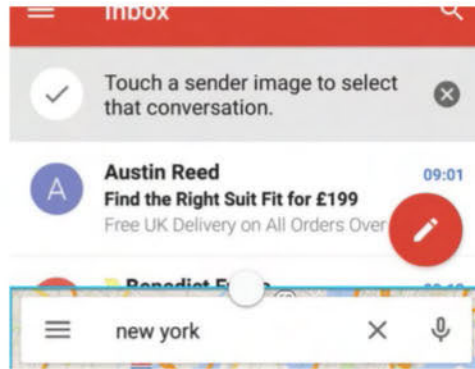 Inbox
Touch a sender image to select
that conversation.
A
Austin Reed
09:01
Find the Right Suit Fit for £199
Free UK Delivery on All Orders Over
Benedict
new york